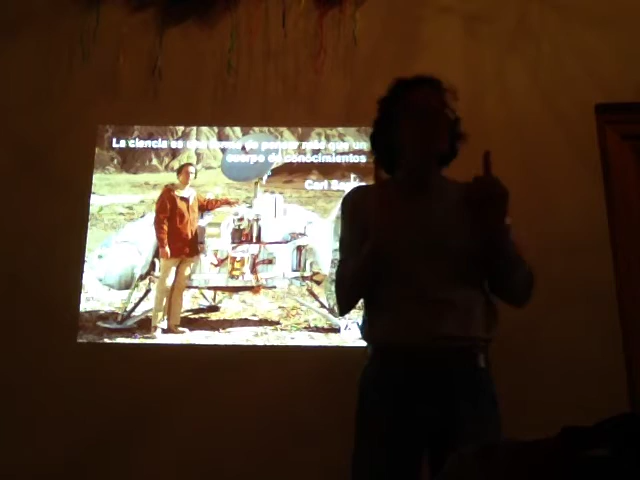 La ciencia es una forma de pensar más que un
cuerpo de conocimientos
Carl